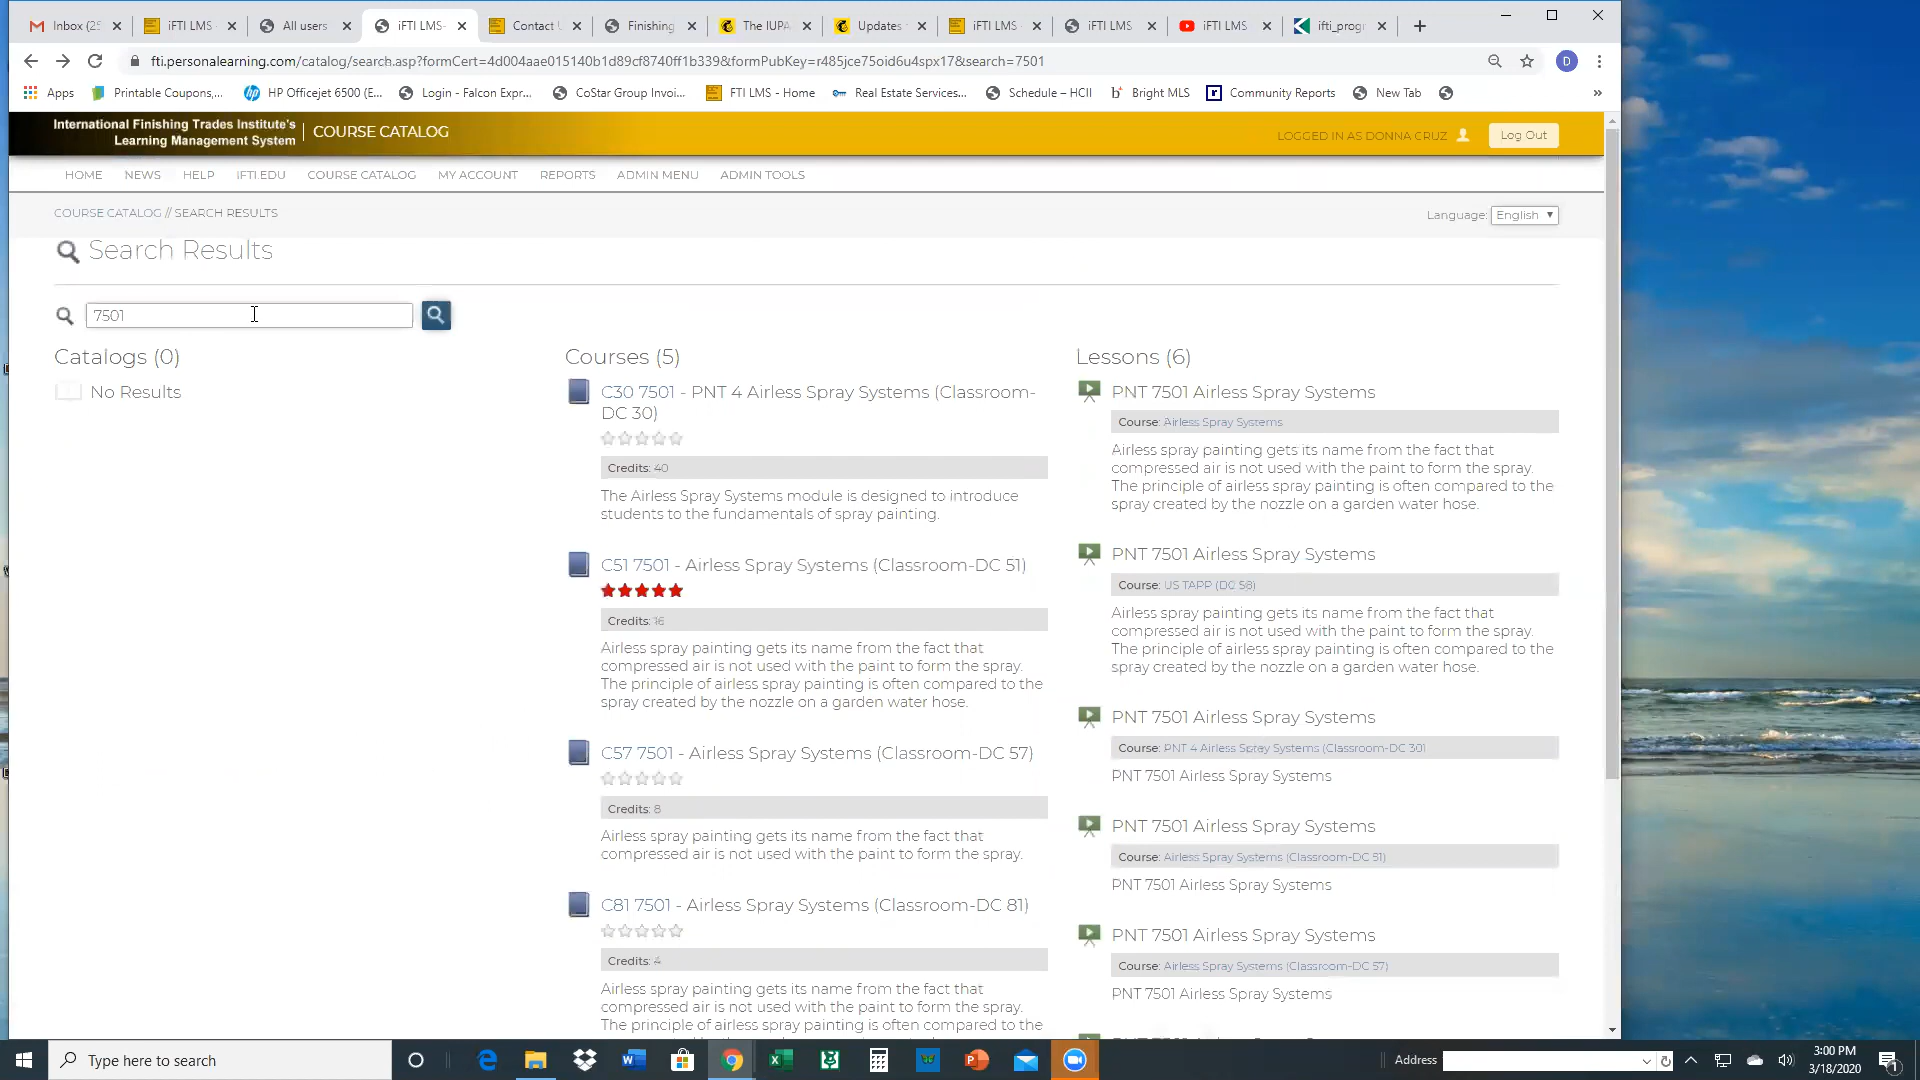 Inbox (25
iFTI LMS
All users
iFTI LMS-
Contact U
Finishing
The IUPA
Updates
iFTI LMS
iFTI LMS
iFTI LMS
ifti_progr
fti.personalearning.com/catalog/search.asp?formCert=4d004aae015140b1d89cf8740ff1b339&formPubKey=r485jce75oid6u4spx17&search=7501
D
Apps
Printable Coupons,...
HP Officejet 6500 (E...
Login - Falcon Expr...
CoStar Group Invoi...
FTI LMS - Home
Real Estate Services...
Schedule – HCII
Bright MLS
Community Reports
New Tab
»
International Finishing Trades Institute's
Learning Management System
COURSE CATALOG
LOGGED IN AS DONNA CRUZ
Log Out
HOME NEWS HELP IFTI.EDU COURSE CATALOG MY ACCOUNT REPORTS ADMIN MENU ADMIN TOOLS
COURSE CATALOG // SEARCH RESULTS
Language: English
Search Results
7501
Catalogs (0)
No Results
Courses (5)
C30 7501 - PNT 4 Airless Spray Systems (Classroom-
DC 30)
Credits: 40
The Airless Spray Systems module is designed to introduce
students to the fundamentals of spray painting.
C51 7501 - Airless Spray Systems (Classroom-DC 51)
Credits: 16
Airless spray painting gets its name from the fact that
compressed air is not used with the paint to form the spray.
The principle of airless spray painting is often compared to the
spray created by the nozzle on a garden water hose.
C57 7501 - Airless Spray Systems (Classroom-DC 57)
Credits: 8
Airless spray painting gets its name from the fact that
compressed air is not used with the paint to form the spray.
C81 7501 - Airless Spray Systems (Classroom-DC 81)
Credits: 4
Airless spray painting gets its name from the fact that
compressed air is not used with the paint to form the spray.
The principle of airless spray painting is often compared to the
Lessons (6)
PNT 7501 Airless Spray Systems
Course: Airless Spray Systems
Airless spray painting gets its name from the fact that
compressed air is not used with the paint to form the spray.
The principle of airless spray painting is often compared to the
spray created by the nozzle on a garden water hose.
PNT 7501 Airless Spray Systems
Course: US TAPP (DC 58)
Airless spray painting gets its name from the fact that
compressed air is not used with the paint to form the spray.
The principle of airless spray painting is often compared to the
spray created by the nozzle on a garden water hose.
PNT 7501 Airless Spray Systems
Course: PNT 4 Airless Spray Systems (Classroom-DC 30)
PNT 7501 Airless Spray Systems
PNT 7501 Airless Spray Systems
Course: Airless Spray Systems (Classroom-DC 51)
PNT 7501 Airless Spray Systems
PNT 7501 Airless Spray Systems
Course: Airless Spray Systems (Classroom-DC 57)
PNT 7501 Airless Spray Systems
Type here to search
Address
3:00 PM
3/18/2020
1